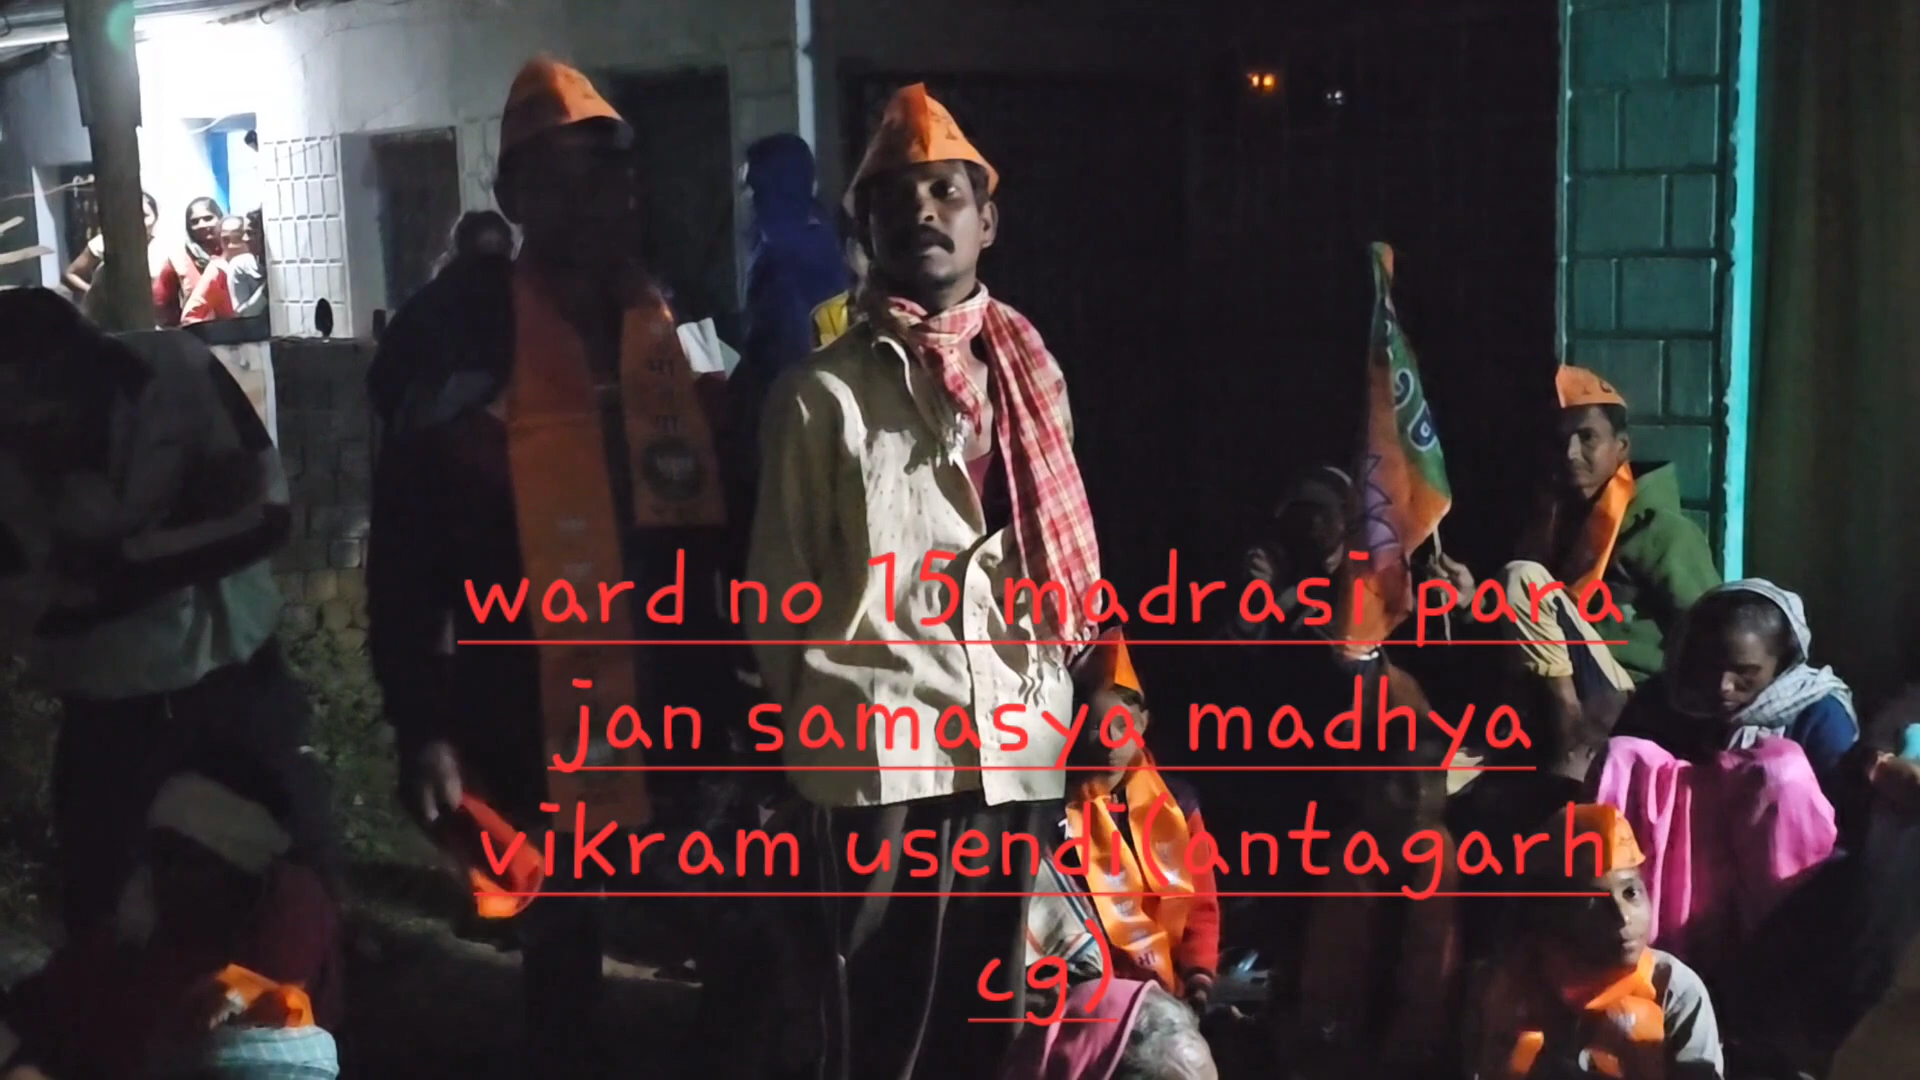 भा
ज
पा
ward no 15 madrasi para
jan samasya madhya
vikram usendi(antagarh
cg)